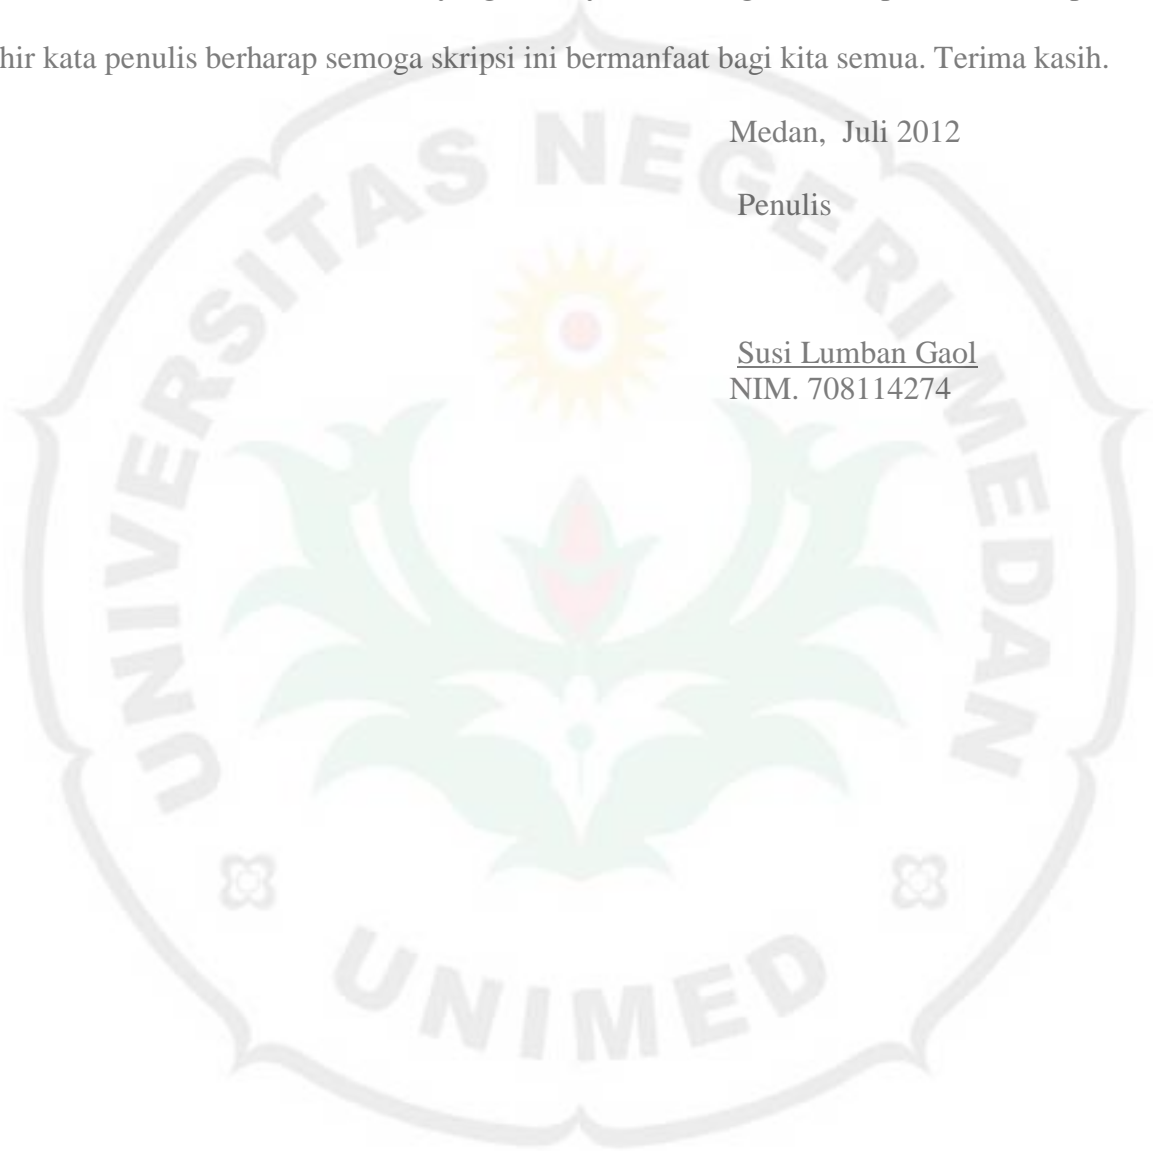 hir kata penulis berharap semoga skripsi ini bermanfaat bagi kita semua. Terima kasih.
Medan, Juli 2012
Penulis
Susi Lumban Gaol
NIM. 708114274
UNIVERSITAS NEGERI MEDAN
UNIMED